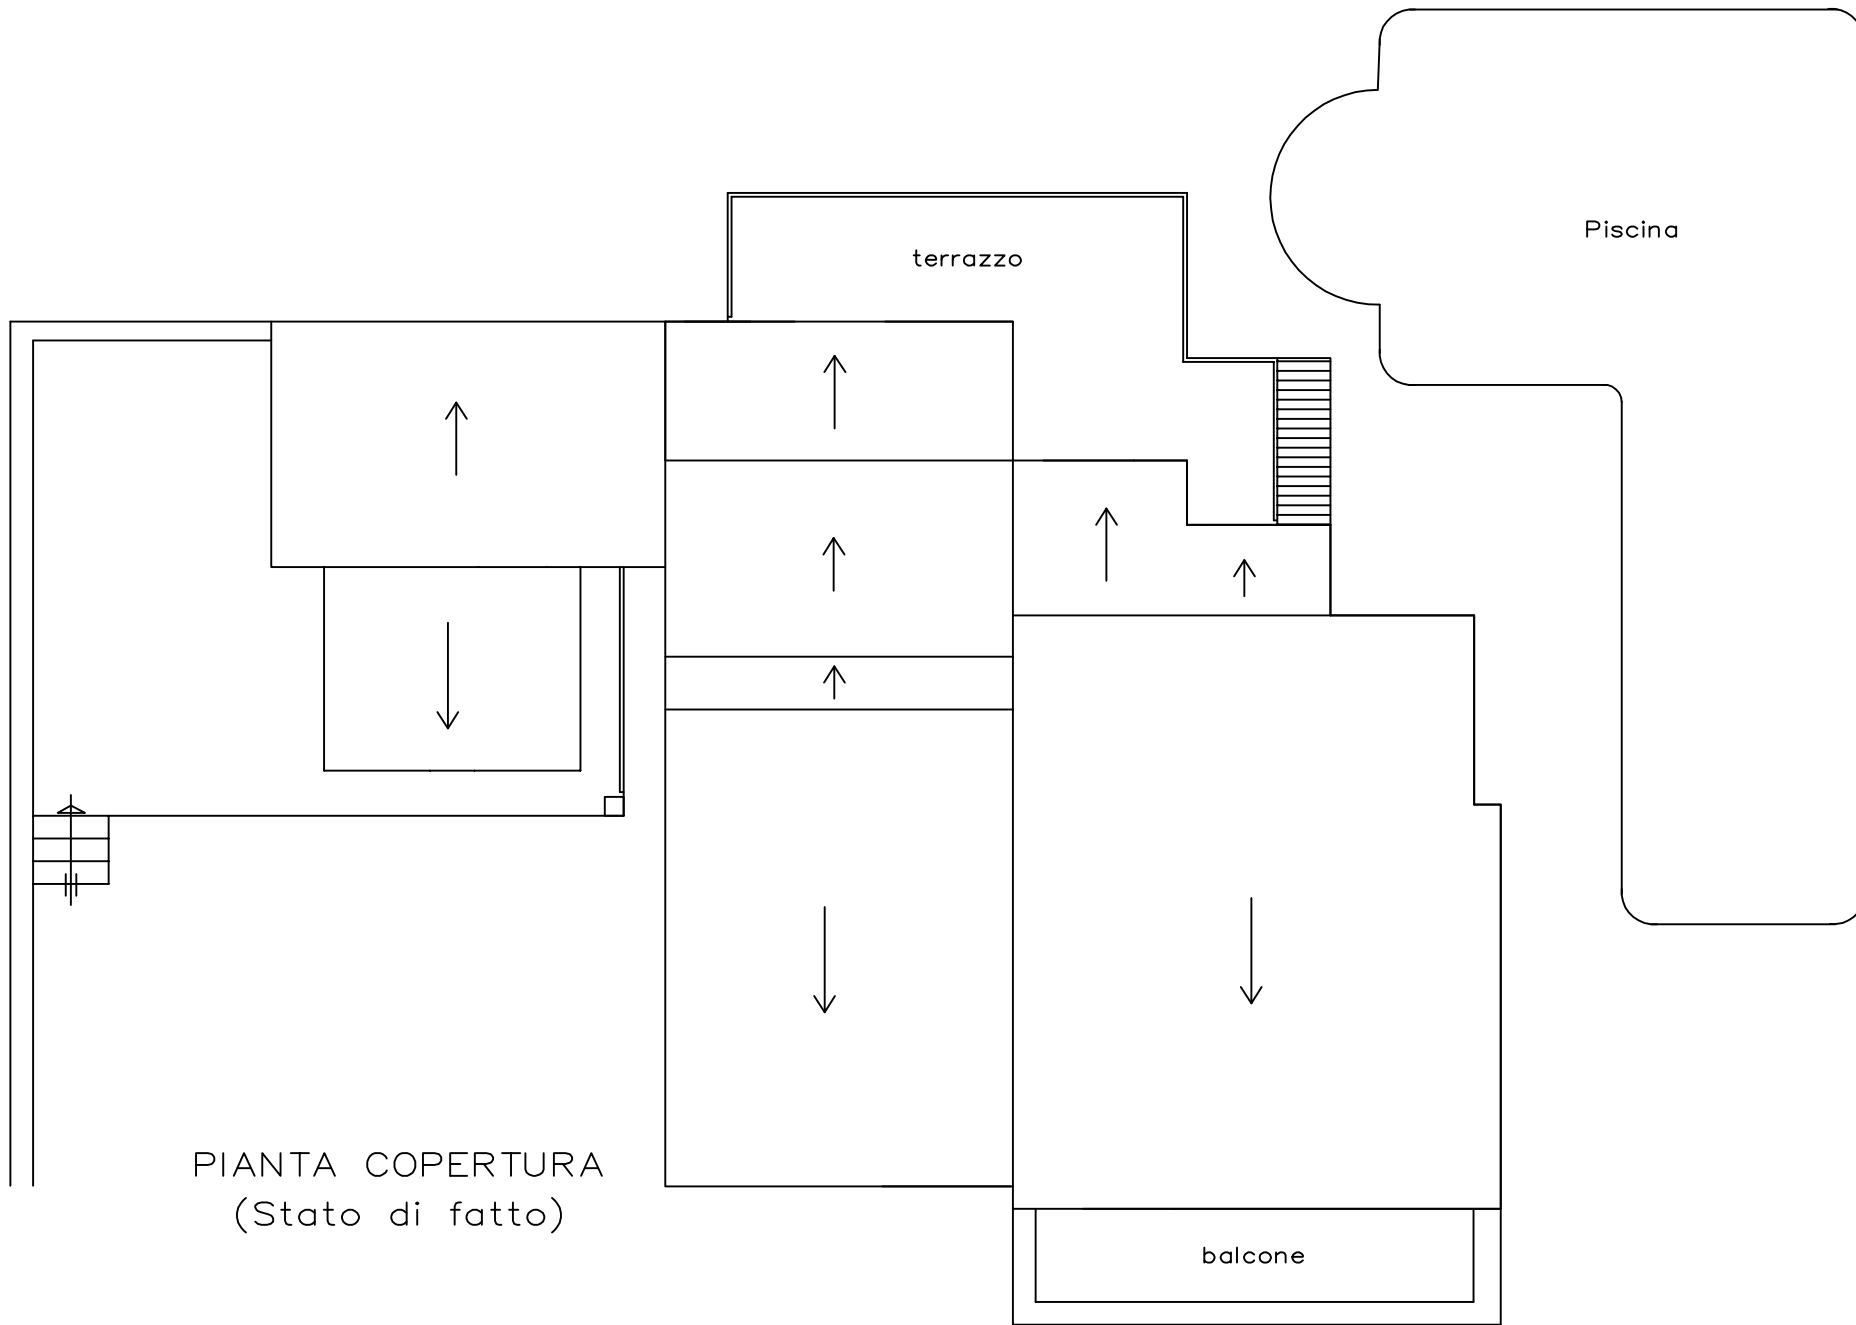 Piscina
terrazzo
PIANTA COPERTURA
(Stato di fatto)
balcone